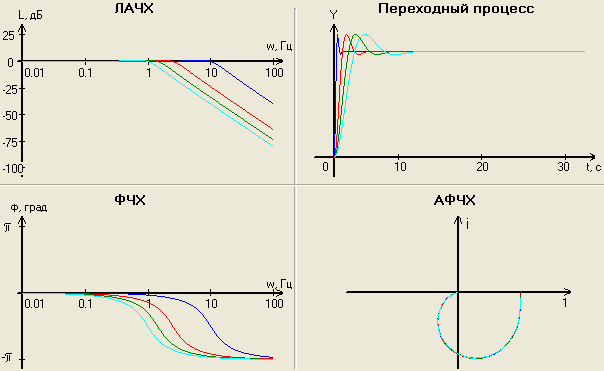 ЛАЧХ
L, дБ
25
0
-25
-50
-75
-100
0.01 0.1 1 10 100
w, Гц
Переходный процесс
Y
0 10 20 30
t, с
ФЧХ
Ф, град
π
-π
0.01 0.1 1 10 100
w, Гц
АФЧХ
i
1